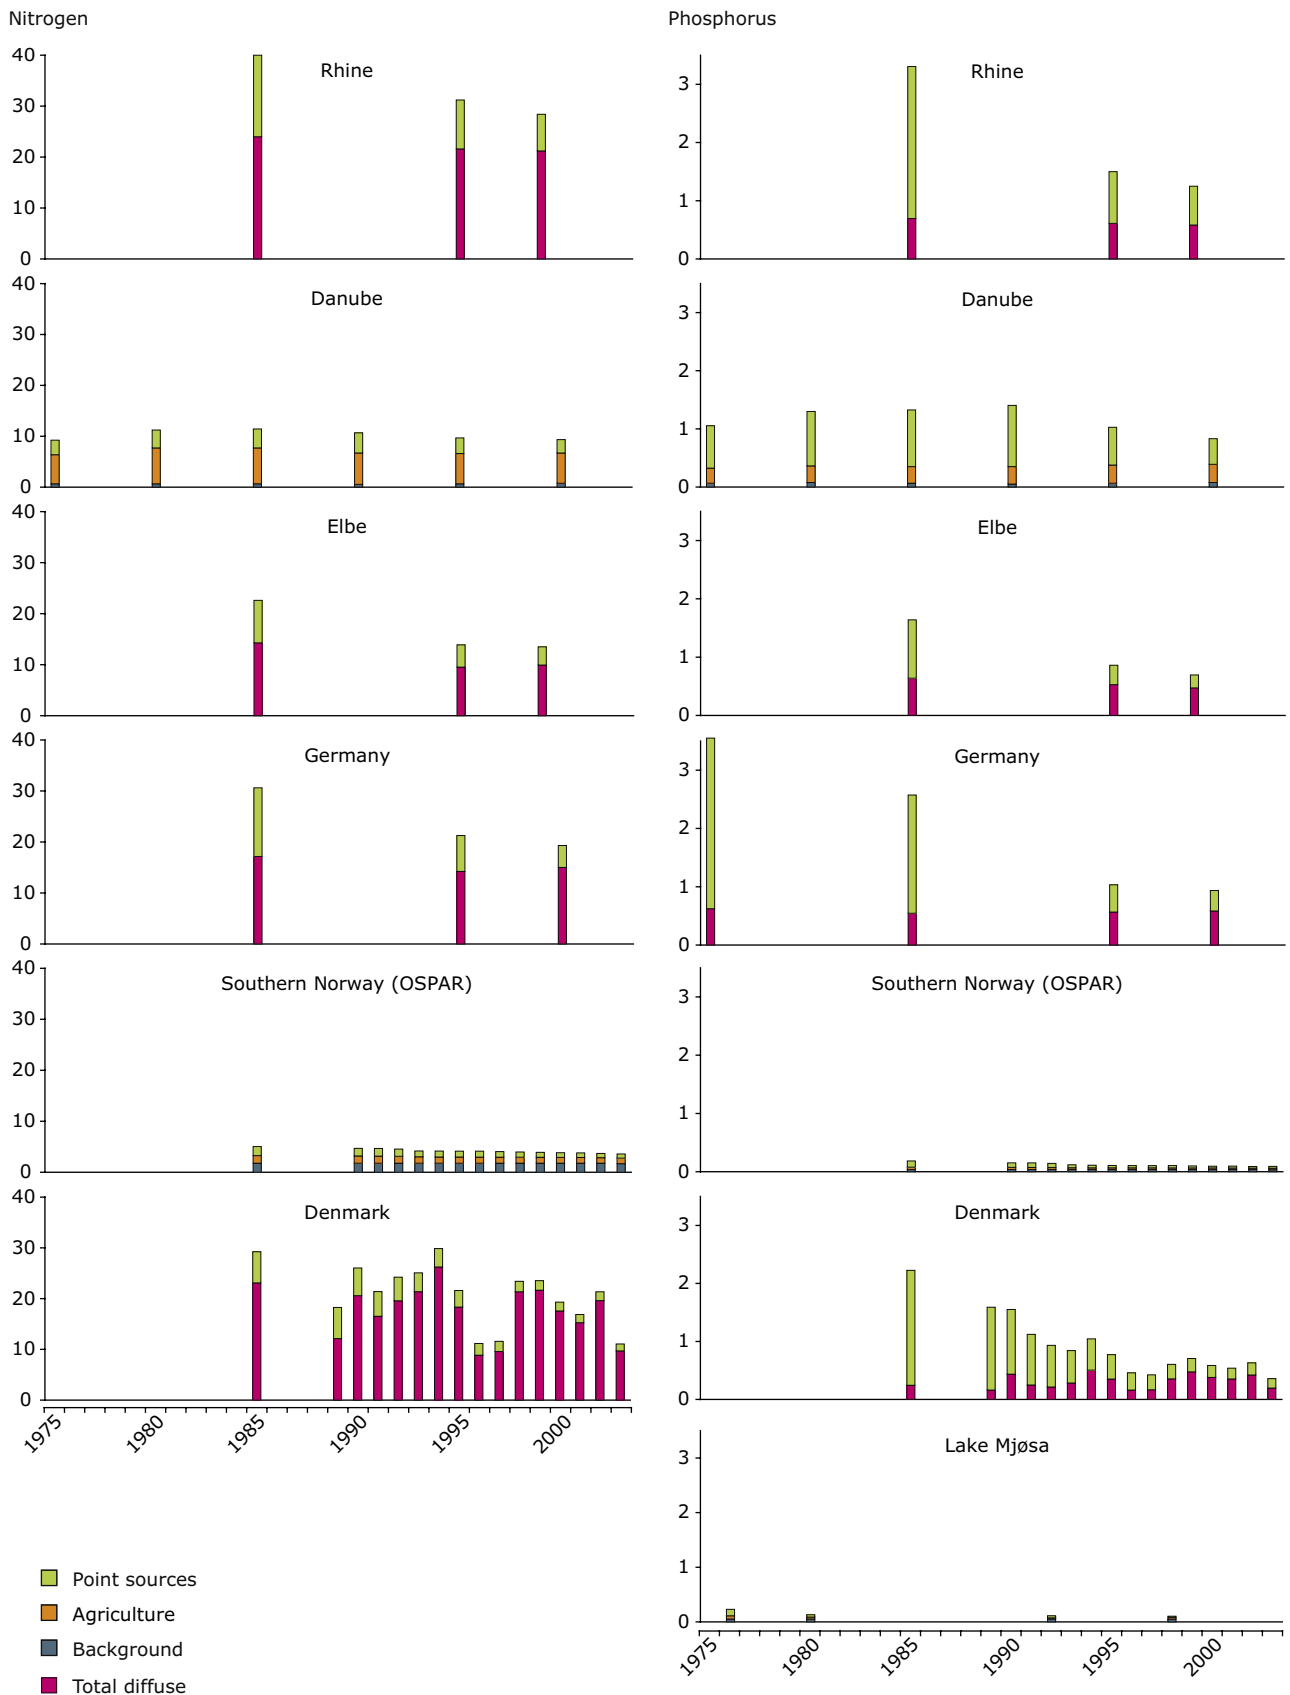 Nitrogen
40
Rhine
30
20
10
0
40
Danube
30
20
10
0
40
Elbe
30
20
10
0
40
Germany
30
20
10
0
40
Southern Norway (OSPAR)
30
20
10
0
40
Denmark
30
20
10
0
1975 1980 1985 1990 1995 2000
Point sources
Agriculture
Background
Total diffuse
Phosphorus
Rhine
3
2
1
0
Danube
3
2
1
0
Elbe
3
2
1
0
Germany
3
2
1
0
Southern Norway (OSPAR)
3
2
1
0
Denmark
3
2
1
0
Lake Mjøsa
3
2
1
0
1975 1980 1985 1990 1995 2000